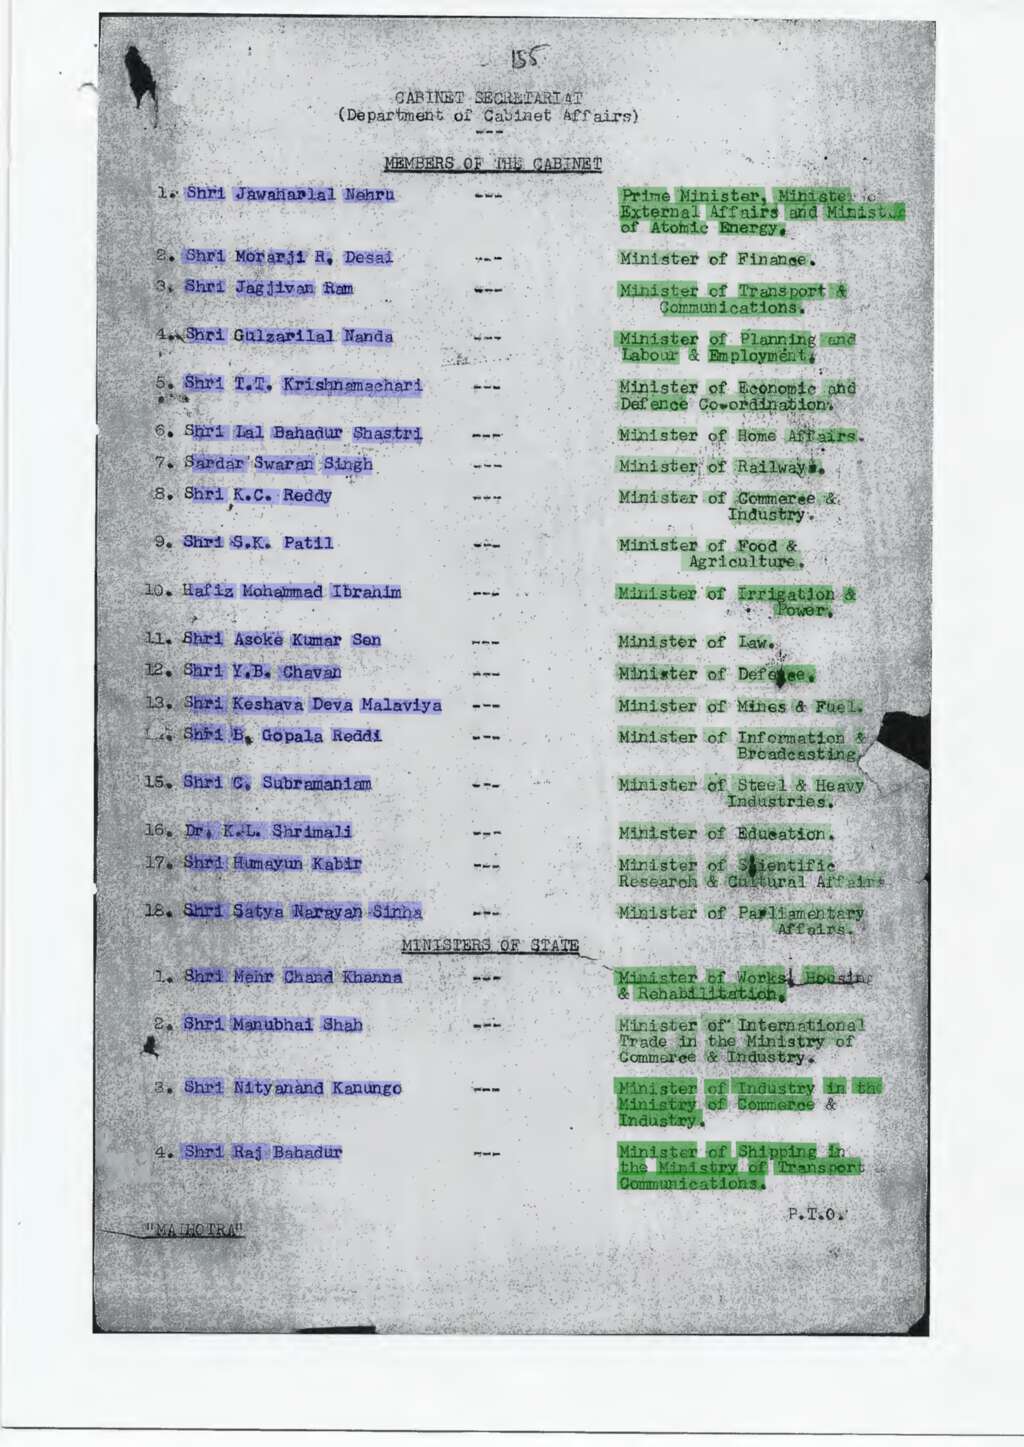 155
CABINET SECRETARIAT
(Department of Cabinet Affairs)
---
MEMBERS OF THE CABINET
1. Shri Jawaharlal Nehru --- Prime Minister, Minister
External Affairs and Minister
of Atomic Energy.
2. Shri Morarji R. Desai --- Minister of Finance.
3. Shri Jagjivan Ram --- Minister of Transport &
Communications.
4. Shri Gulzarilal Nanda --- Minister of Planning and
Labour & Employment.
5. Shri T.T. Krishnamachari --- Minister of Economic and
Defence Co-ordination.
6. Shri Lal Bahadur Shastri --- Minister of Home Affairs.
7. Sardar Swaran Singh --- Minister of Railways.
8. Shri K.C. Reddy --- Minister of Commerce &
Industry.
9. Shri S.K. Patil --- Minister of Food &
Agriculture.
10. Hafiz Mohammad Ibrahim --- Minister of Irrigation &
Power.
11. Shri Asoke Kumar Sen --- Minister of Law.
12. Shri Y.B. Chavan --- Minister of Defence.
13. Shri Keshava Deva Malaviya --- Minister of Mines & Fuel.
Shri B. Gopala Reddi --- Minister of Information &
Broadcasting.
15. Shri C. Subramaniam --- Minister of Steel & Heavy
Industries.
16. Dr. K.L. Shrimali --- Minister of Education.
17. Shri Humayun Kabir --- Minister of Scientific
Research & Cultural Affairs
18. Shri Satya Narayan Sinha --- Minister of Parliamentary
Affairs.
MINISTERS OF STATE
1. Shri Mehr Chand Khanna --- Minister of Works, Housing
& Rehabilitation.
2. Shri Manubhai Shah --- Minister of International
Trade in the Ministry of
Commerce & Industry.
3. Shri Nityanand Kanungo --- Minister of Industry in the
Ministry of Commerce &
Industry.
4. Shri Raj Bahadur --- Minister of Shipping in
the Ministry of Transport
Communications.
P.T.O.
"MALHOTRA"